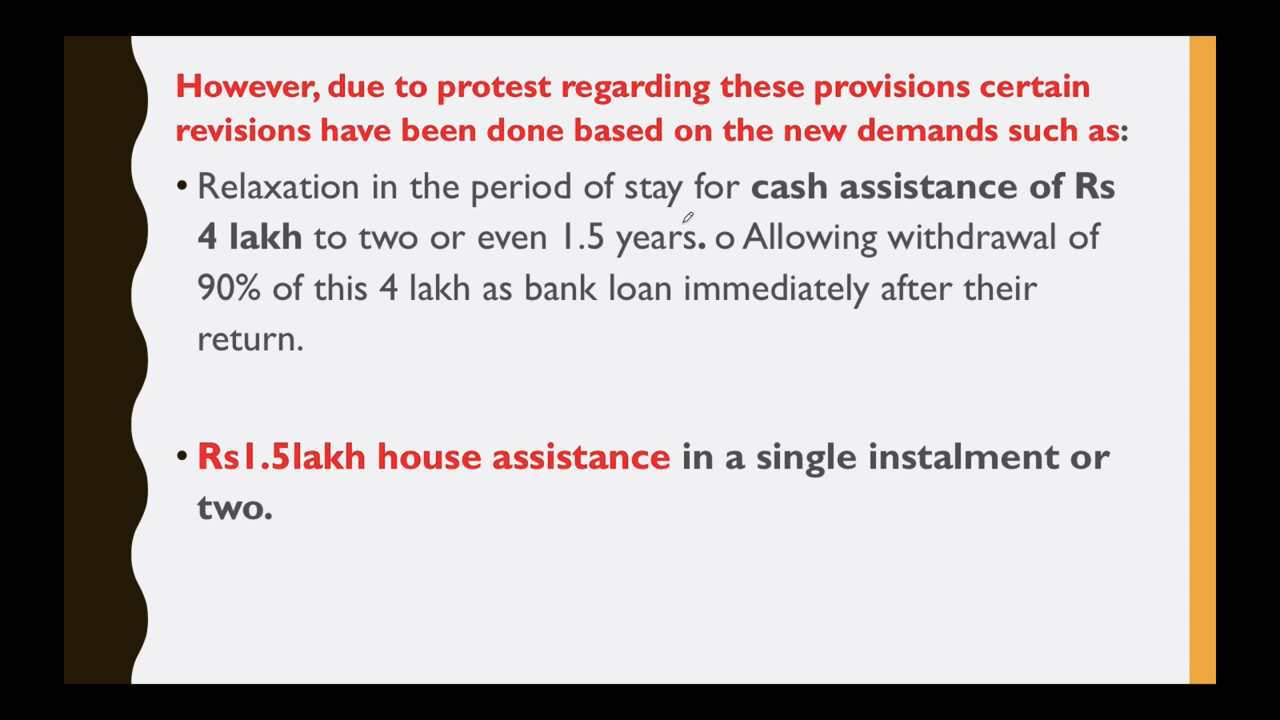 However, due to protest regarding these provisions certain
revisions have been done based on the new demands such as:
• Relaxation in the period of stay for cash assistance of Rs
4 lakh to two or even 1.5 years. o Allowing withdrawal of
90% of this 4 lakh as bank loan immediately after their
return.
• Rs1.5lakh house assistance in a single instalment or
two.